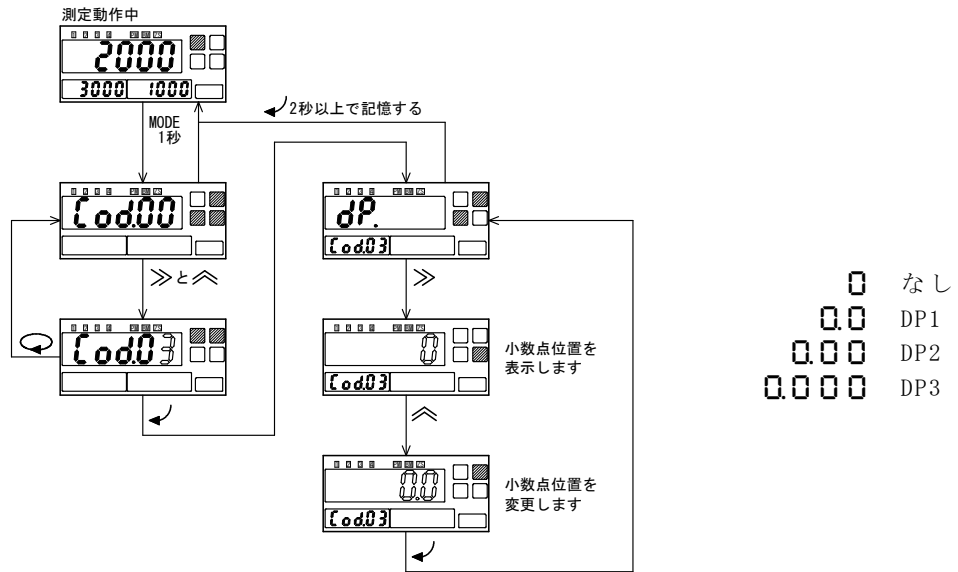 測定動作中
2000
3000 1000
2秒以上で記憶する
MODE
1秒
Cod.00
dP.
Cod.03
≫と︽
≫
Cod.03
0
Cod.03
小数点位置を
表示します
︽
0.0
Cod.03
小数点位置を
変更します
0 なし
0.0 DP1
0.00 DP2
0.000 DP3